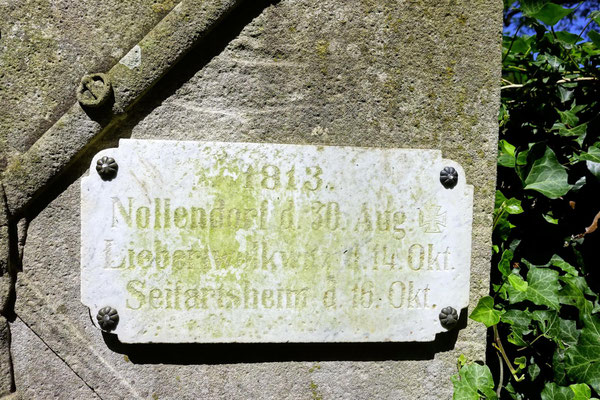 1813.
Nollendorf d. 30. Aug.
Liebertwolkwitz d. 14. Okt.
Seifartsheim d. 16. Okt.